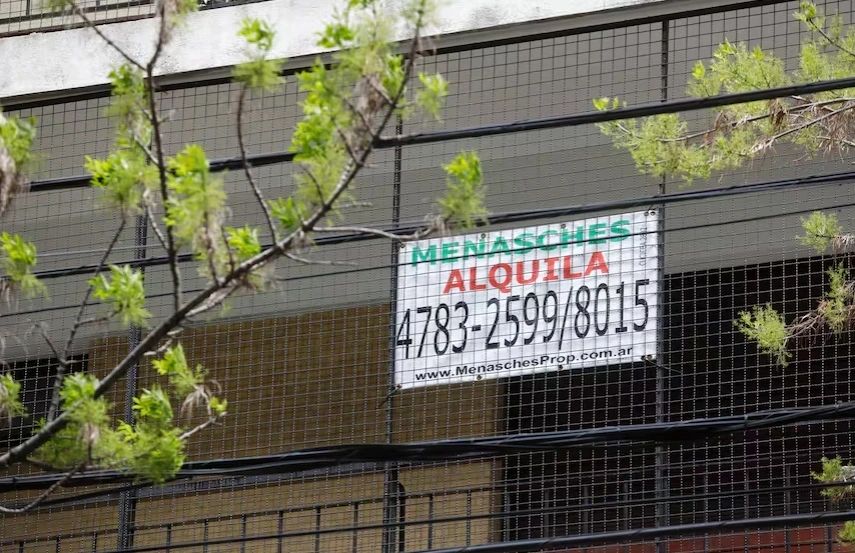 MENASCHES
ALQUILA
4783-2599/8015
www.MenaschesProp.com.ar